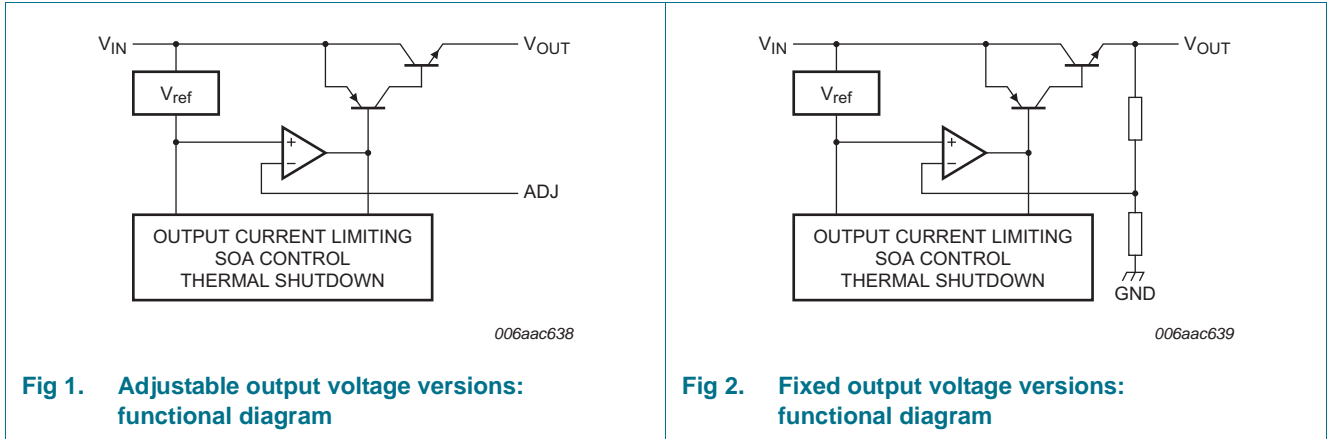 VIN
VOUT
Vref
+
−
ADJ
OUTPUT CURRENT LIMITING
SOA CONTROL
THERMAL SHUTDOWN
006aac638
Fig 1. Adjustable output voltage versions:
functional diagram
VIN
VOUT
Vref
+
−
OUTPUT CURRENT LIMITING
SOA CONTROL
THERMAL SHUTDOWN
GND
006aac639
Fig 2. Fixed output voltage versions:
functional diagram